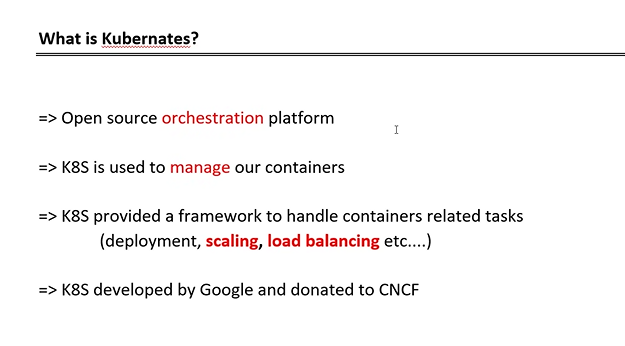 What is Kubernates?
=> Open source orchestration platform
=> K8S is used to manage our containers
=> K8S provided a framework to handle containers related tasks
(deployment, scaling, load balancing etc....)
=> K8S developed by Google and donated to CNCF